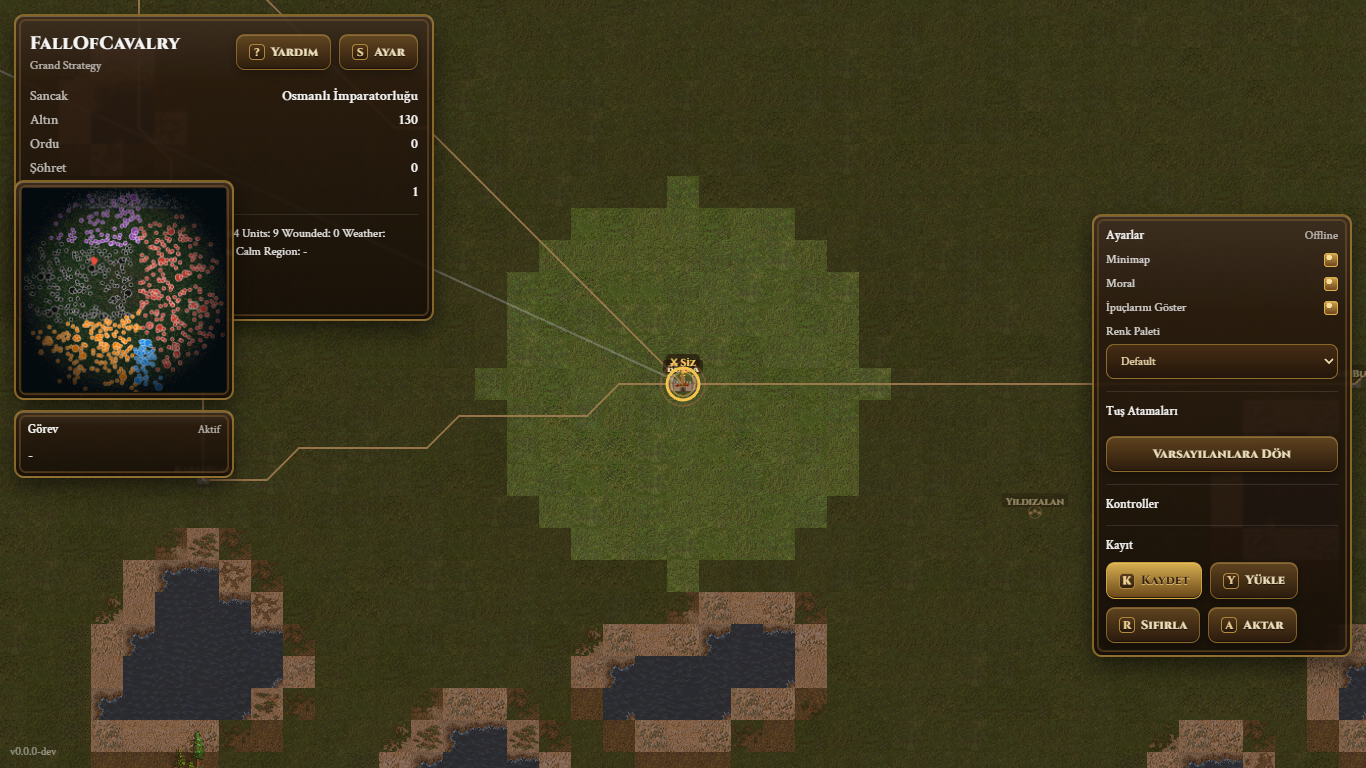 FallOfCavalry
Grand Strategy
? Yardım
S Ayar
Sancak Osmanlı İmparatorluğu
Altın 130
Ordu 0
Şöhret 0
1
4 Units: 9 Wounded: 0 Weather:
Calm Region: -
Görev Aktif
-
Siz
Yıldızalan
Ayarlar Offline
Minimap
Moral
İpuçlarını Göster
Renk Paleti
Default
Tuş Atamaları
Varsayılanlara Dön
Kontroller
Kayıt
K Kaydet
Y Yükle
R Sıfırla
A Aktar
v0.0.0-dev